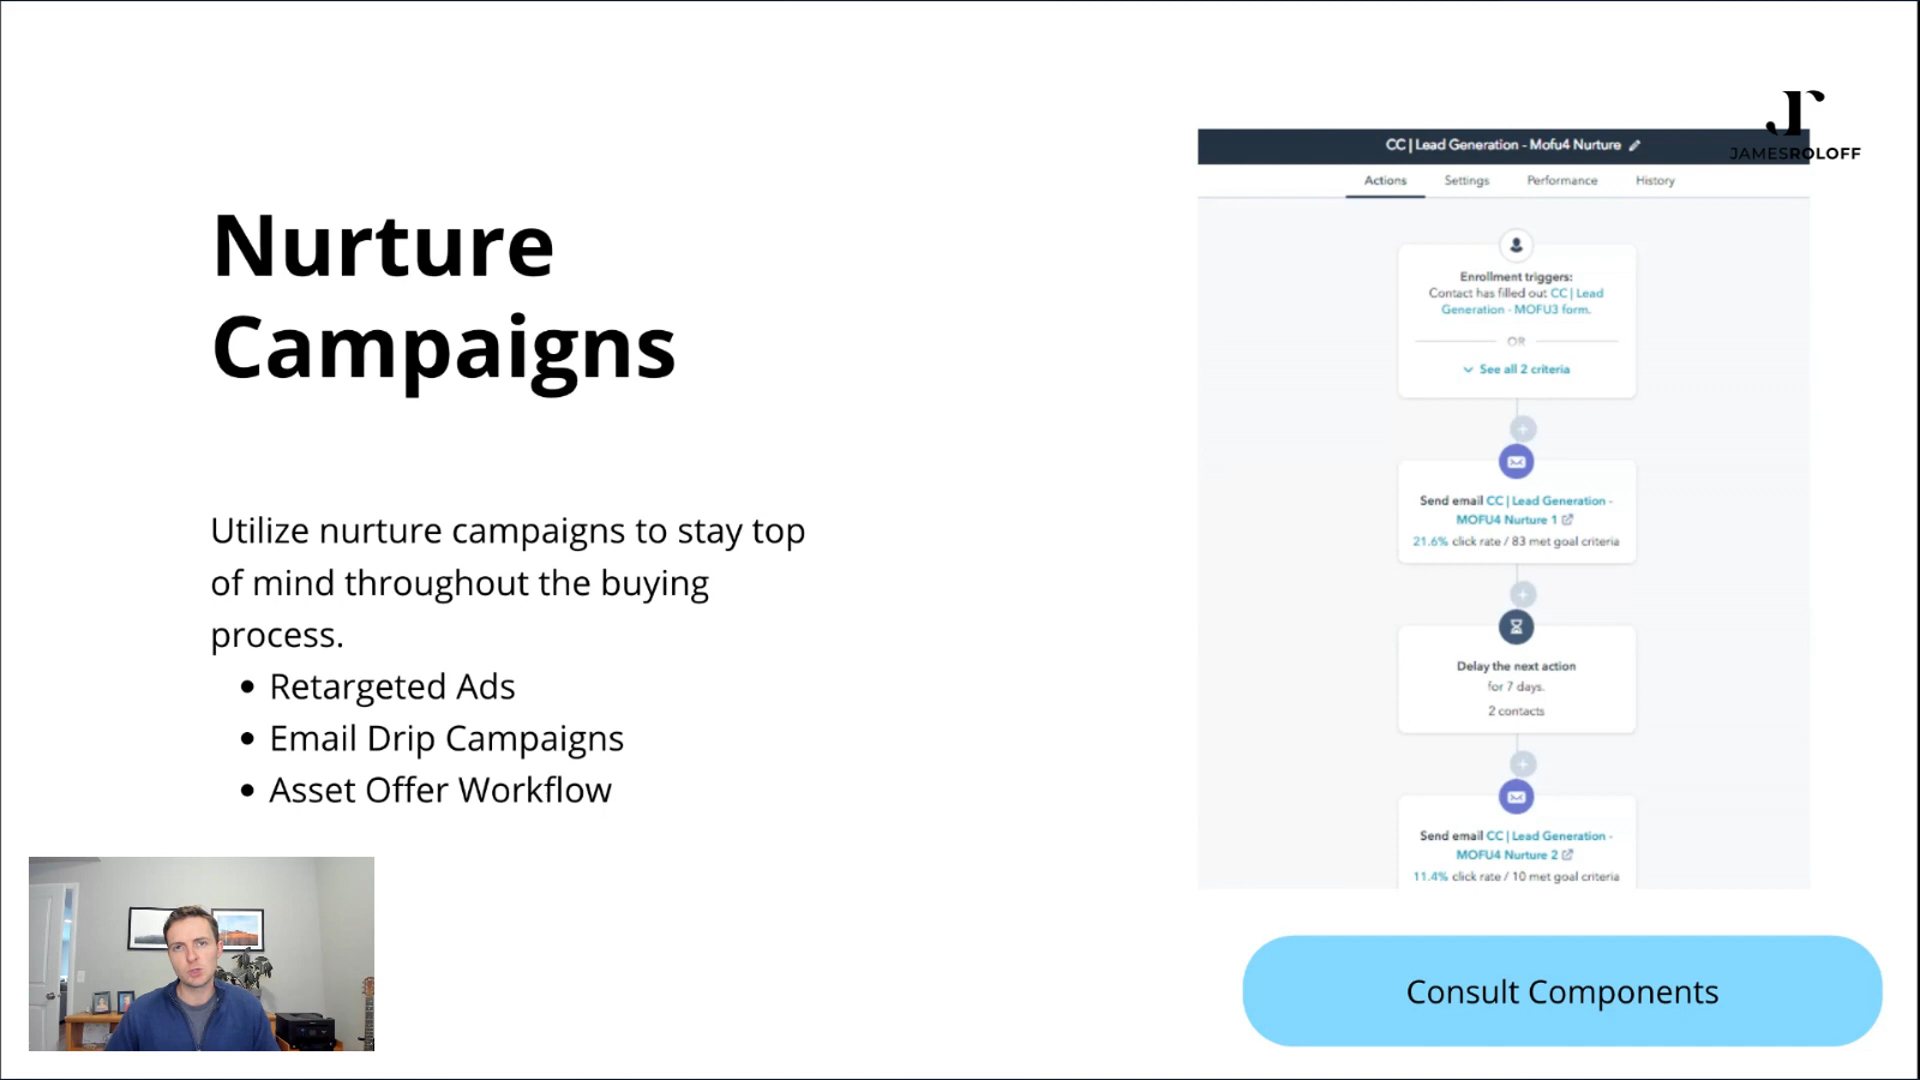 Nurture
Campaigns
Utilize nurture campaigns to stay top
of mind throughout the buying
process.
• Retargeted Ads
• Email Drip Campaigns
• Asset Offer Workflow
JAMESROLOFF
CC | Lead Generation - Mofu4 Nurture
Actions Settings Performance History
Enrollment triggers:
Contact has filled out CC | Lead
Generation - MOFU3 form.
OR
See all 2 criteria
Send email CC | Lead Generation -
MOFU4 Nurture 1
21.6% click rate / 83 met goal criteria
Delay the next action
for 7 days.
2 contacts
Send email CC | Lead Generation -
MOFU4 Nurture 2
11.4% click rate / 10 met goal criteria
Consult Components